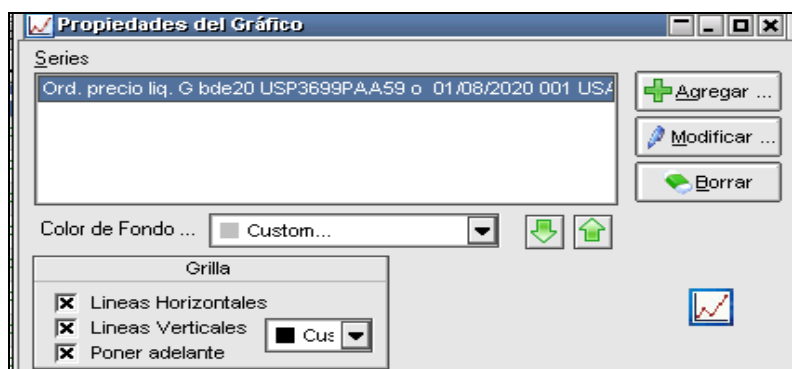 Propiedades del Gráfico
Series
Ord. precio liq. G bde20 USP3699PAA59 o 01/08/2020 001 USA
Agregar ...
Modificar ...
Borrar
Color de Fondo ... Custom...
Grilla
Lineas Horizontales
Lineas Verticales
Cus
Poner adelante